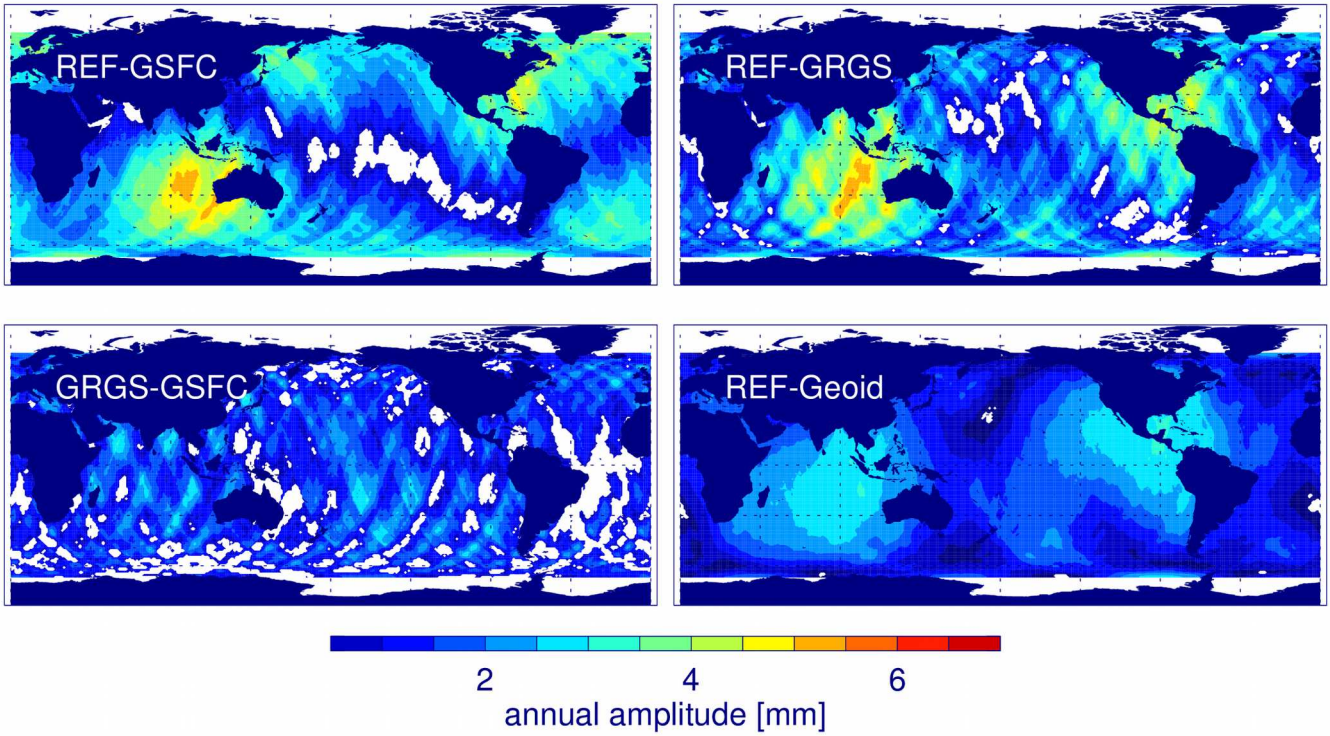 REF-GSFC
REF-GRGS
GRGS-GSFC
REF-Geoid
2 4 6
annual amplitude [mm]